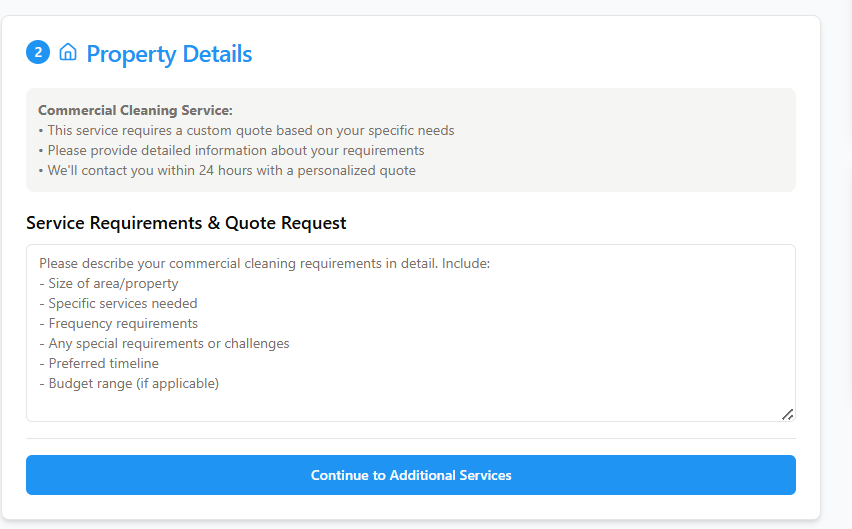 2 Property Details
Commercial Cleaning Service:
• This service requires a custom quote based on your specific needs
• Please provide detailed information about your requirements
• We'll contact you within 24 hours with a personalized quote
Service Requirements & Quote Request
Please describe your commercial cleaning requirements in detail. Include:
- Size of area/property
- Specific services needed
- Frequency requirements
- Any special requirements or challenges
- Preferred timeline
- Budget range (if applicable)
Continue to Additional Services